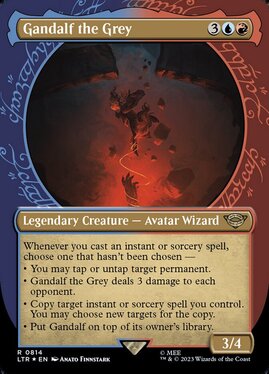 Gandalf the Grey 3
Legendary Creature — Avatar Wizard
Whenever you cast an instant or sorcery spell,
choose one that hasn't been chosen —
• You may tap or untap target permanent.
• Gandalf the Grey deals 3 damage to each
opponent.
• Copy target instant or sorcery spell you control.
You may choose new targets for the copy.
• Put Gandalf on top of its owner's library.
3/4
R 0814
LTR ★ EN ANATO FINNSTARK
© MEE
™ & © 2023 Wizards of the Coast